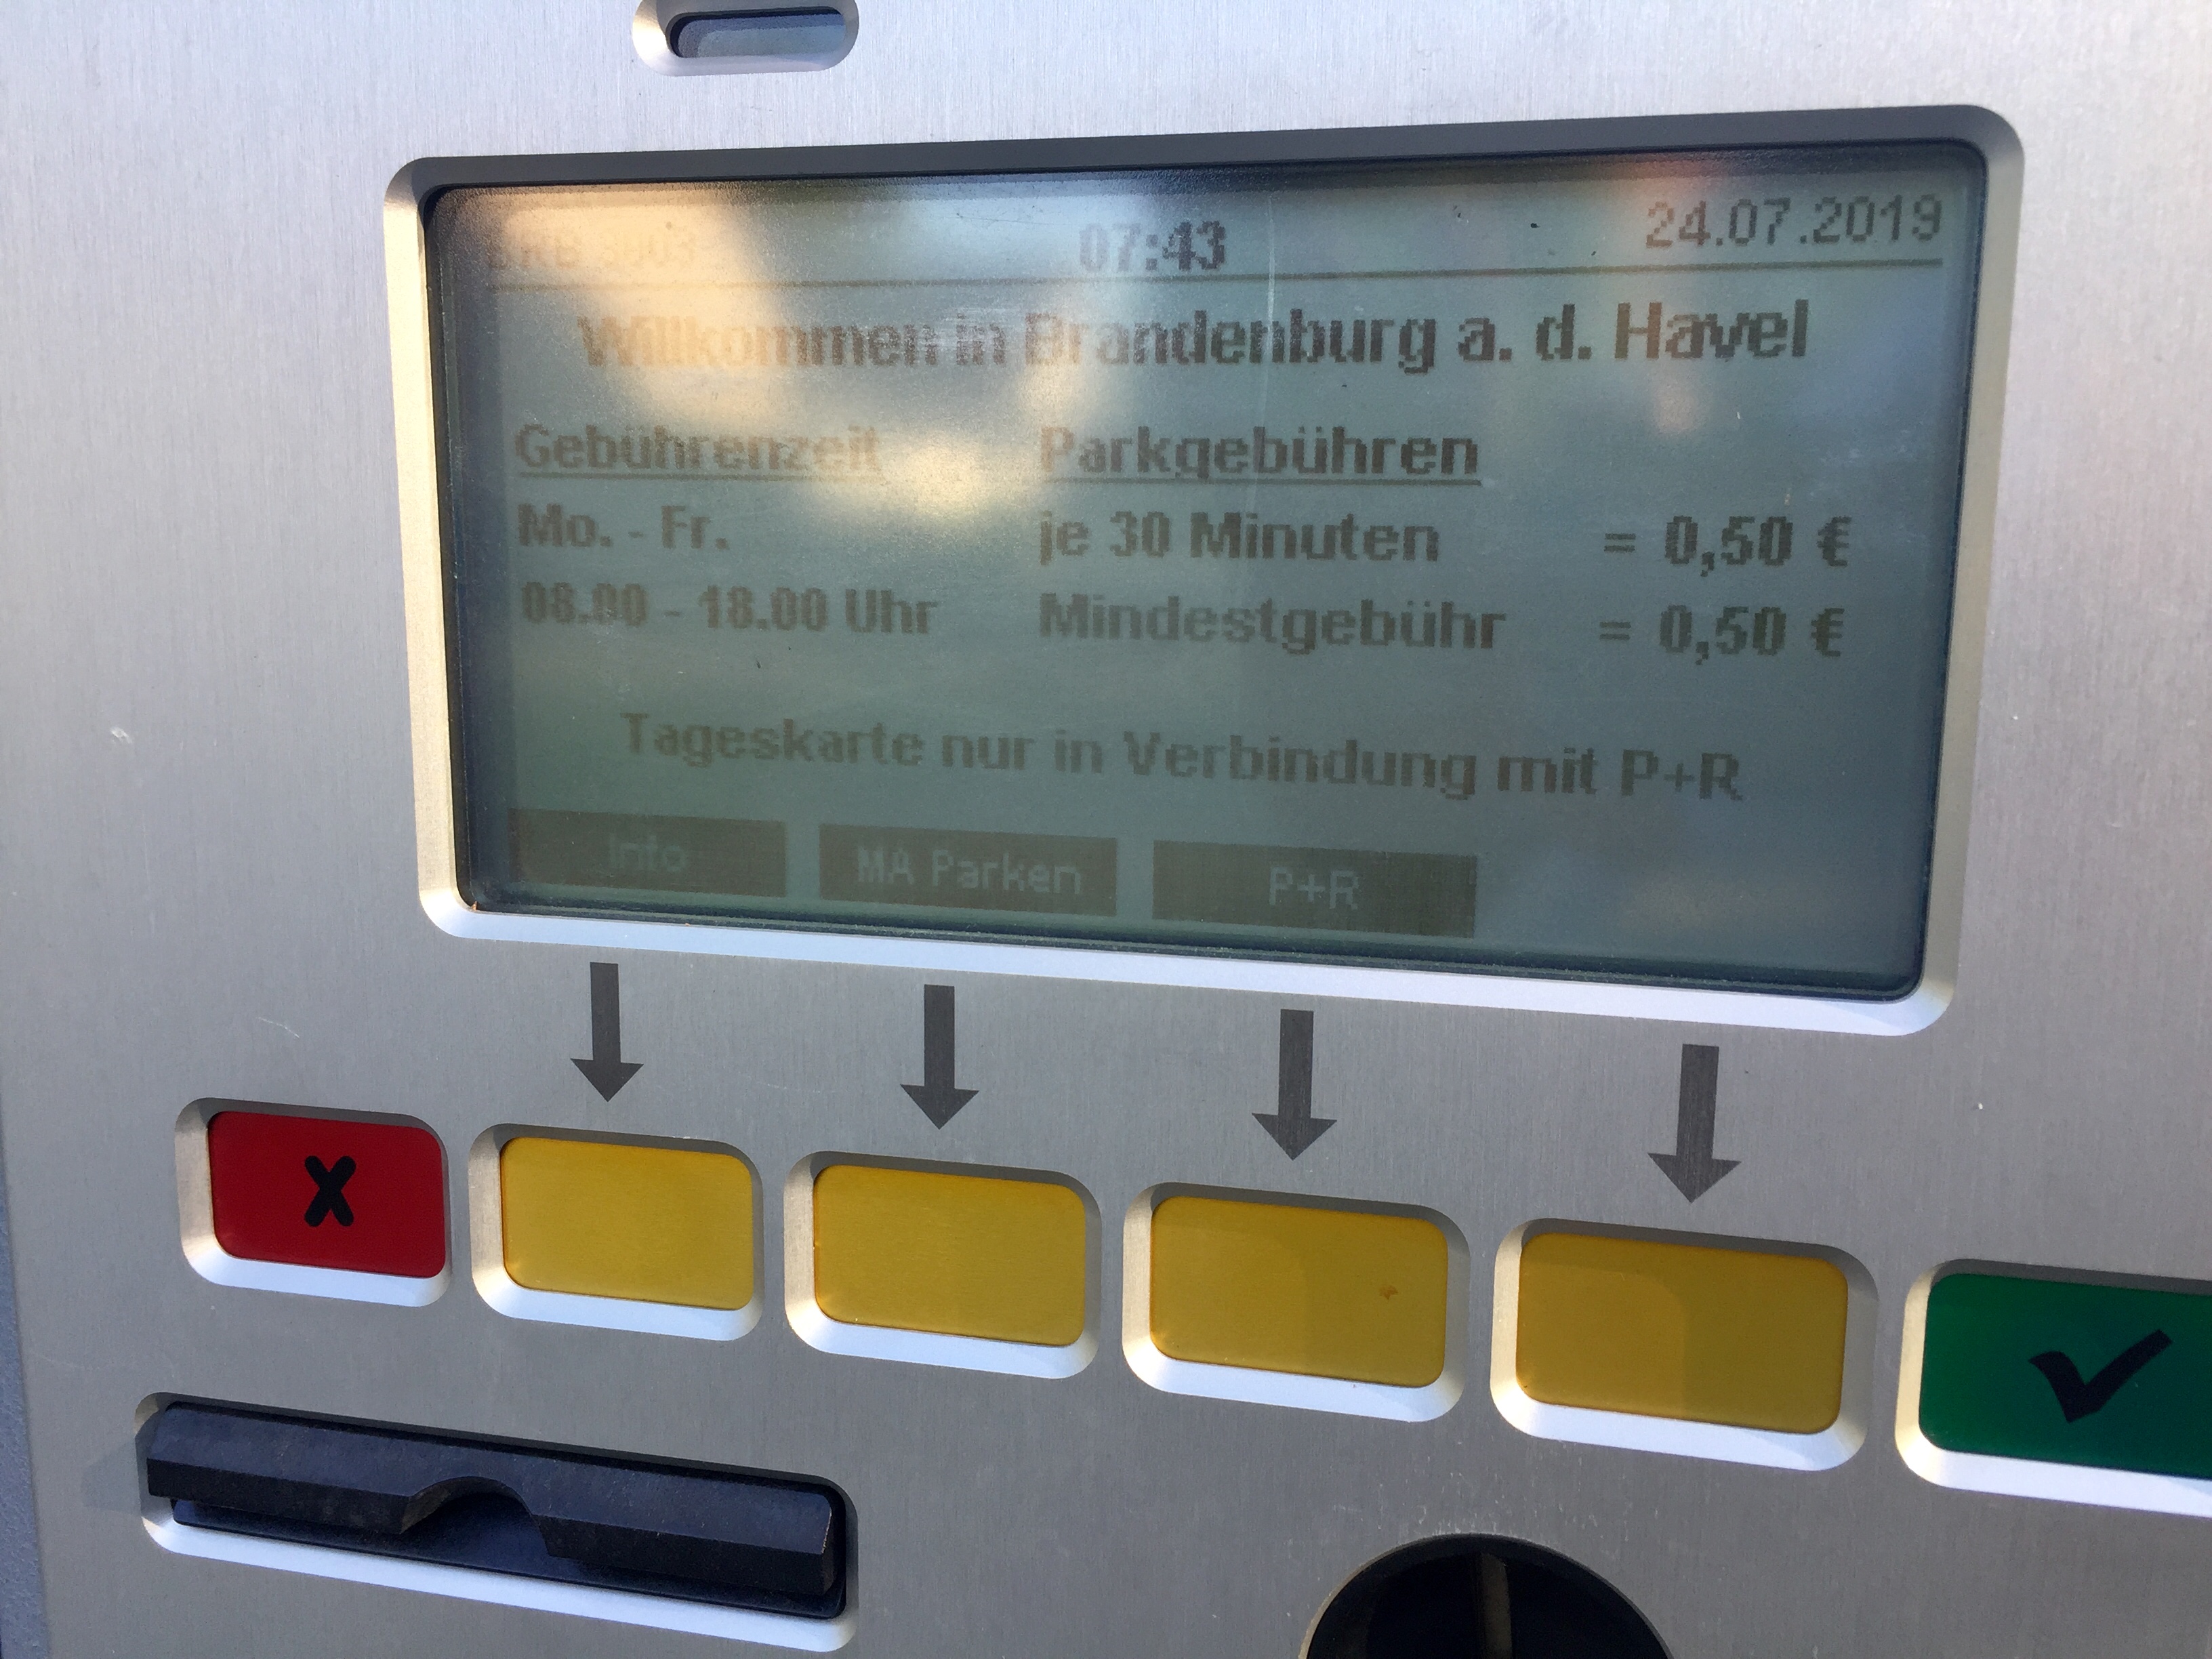 07:43 24.07.2019
Willkommen in Brandenburg a. d. Havel
Gebührenzeit Parkgebühren
Mo. - Fr. je 30 Minuten = 0,50 €
08.00 - 18.00 Uhr Mindestgebühr = 0,50 €
Tageskarte nur in Verbindung mit P+R
Info MA Parken P+R
X